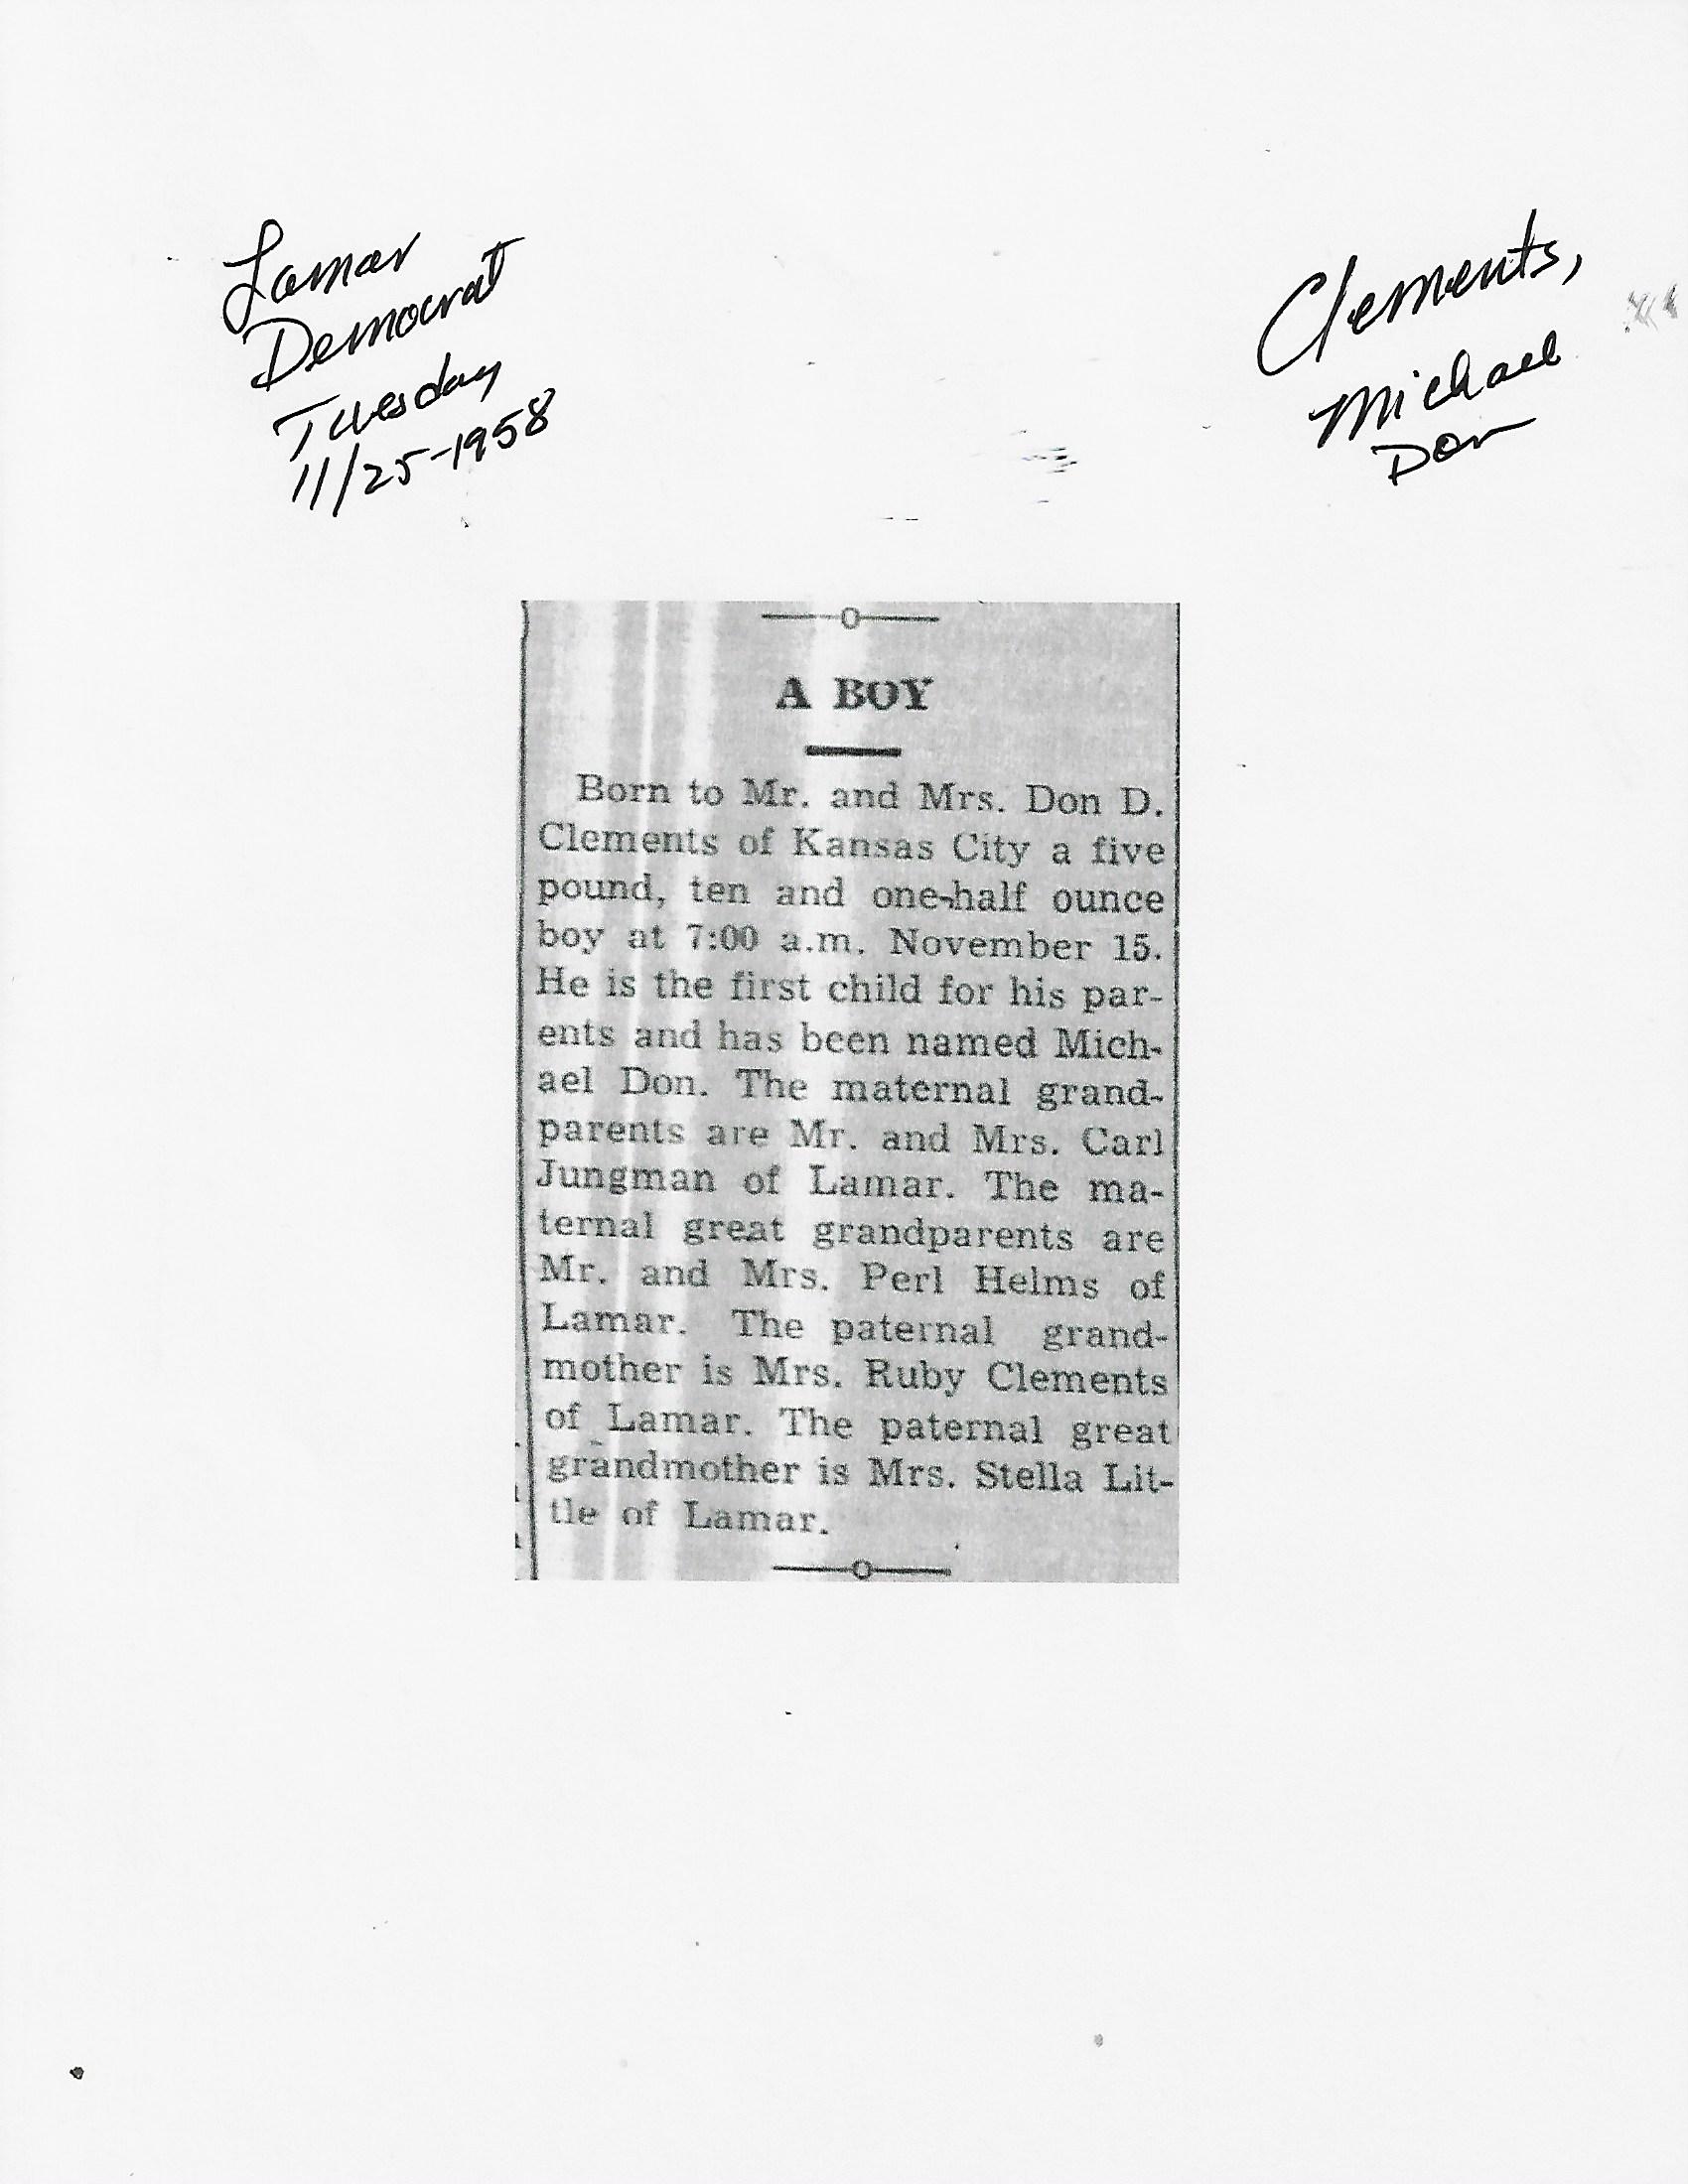 Lamar
Democrat
Tuesday
11/25-1958
Clements,
Michael
Don
A BOY
Born to Mr. and Mrs. Don D.
Clements of Kansas City a five
pound, ten and one-half ounce
boy at 7:00 a.m. November 15.
He is the first child for his par-
ents and has been named Mich-
ael Don. The maternal grand-
parents are Mr. and Mrs. Carl
Jungman of Lamar. The ma-
ternal great grandparents are
Mr. and Mrs. Perl Helms of
Lamar. The paternal grand-
mother is Mrs. Ruby Clements
of Lamar. The paternal great
grandmother is Mrs. Stella Lit-
tle of Lamar.